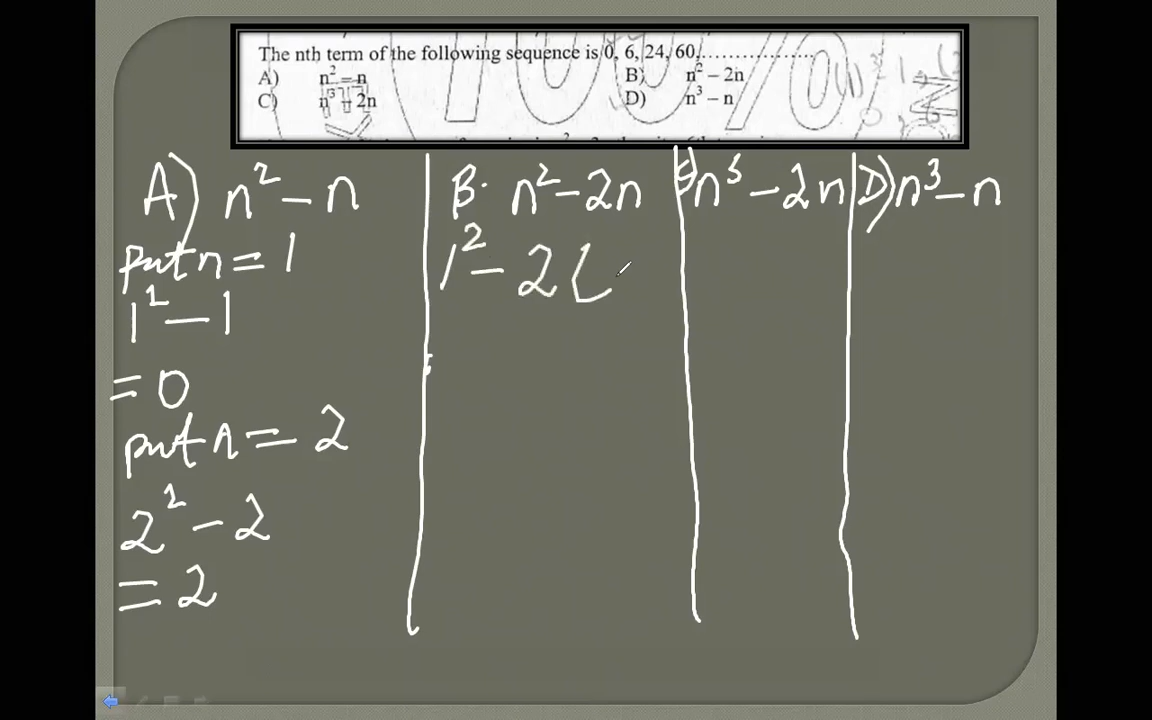 The nth term of the following sequence is 0, 6, 24, 60,...................
A) n² – n B) n² – 2n
C) n³ – 2n D) n³ – n
A) n² – n
put n = 1
1² – 1
= 0
put n = 2
2² – 2
= 2
B. n² – 2n
1² – 2(
n³ – 2n
D) n³ – n